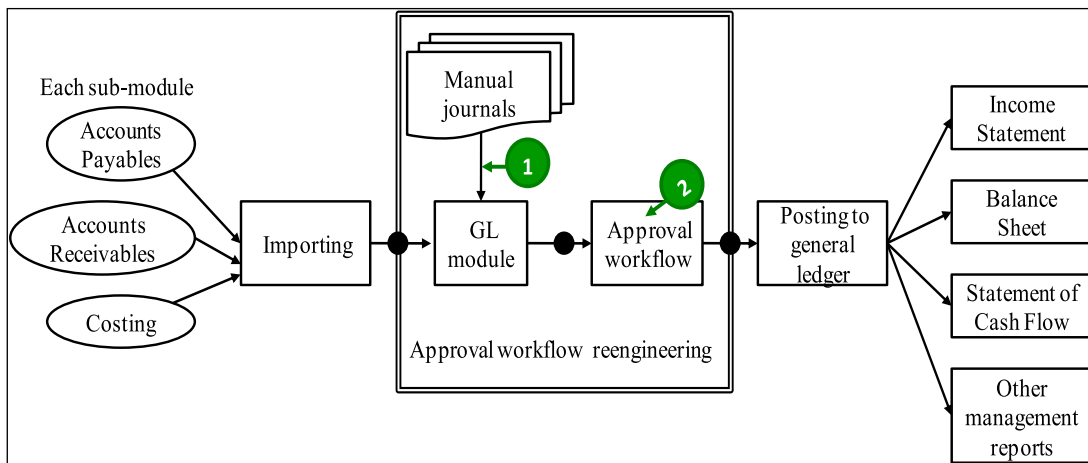 Each sub-module
Accounts
Payables
Accounts
Receivables
Costing
Importing
Manual
journals
1
GL
module
2
Approval
workflow
Approval workflow reengineering
Posting to
general
ledger
Income
Statement
Balance
Sheet
Statement of
Cash Flow
Other
management
reports